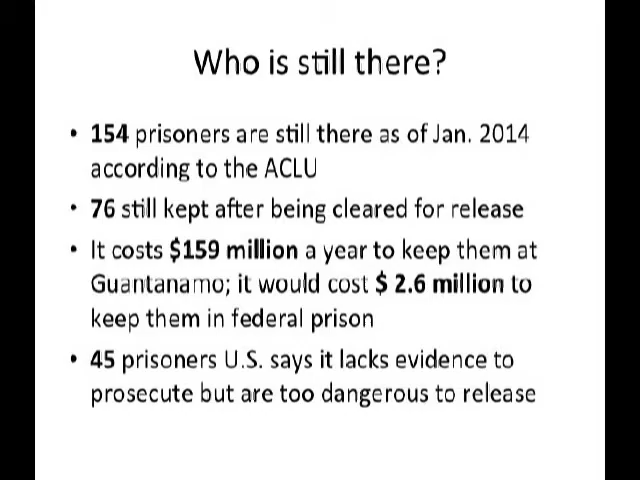 Who is still there?
• 154 prisoners are still there as of Jan. 2014
according to the ACLU
• 76 still kept after being cleared for release
• It costs $159 million a year to keep them at
Guantanamo; it would cost $ 2.6 million to
keep them in federal prison
• 45 prisoners U.S. says it lacks evidence to
prosecute but are too dangerous to release